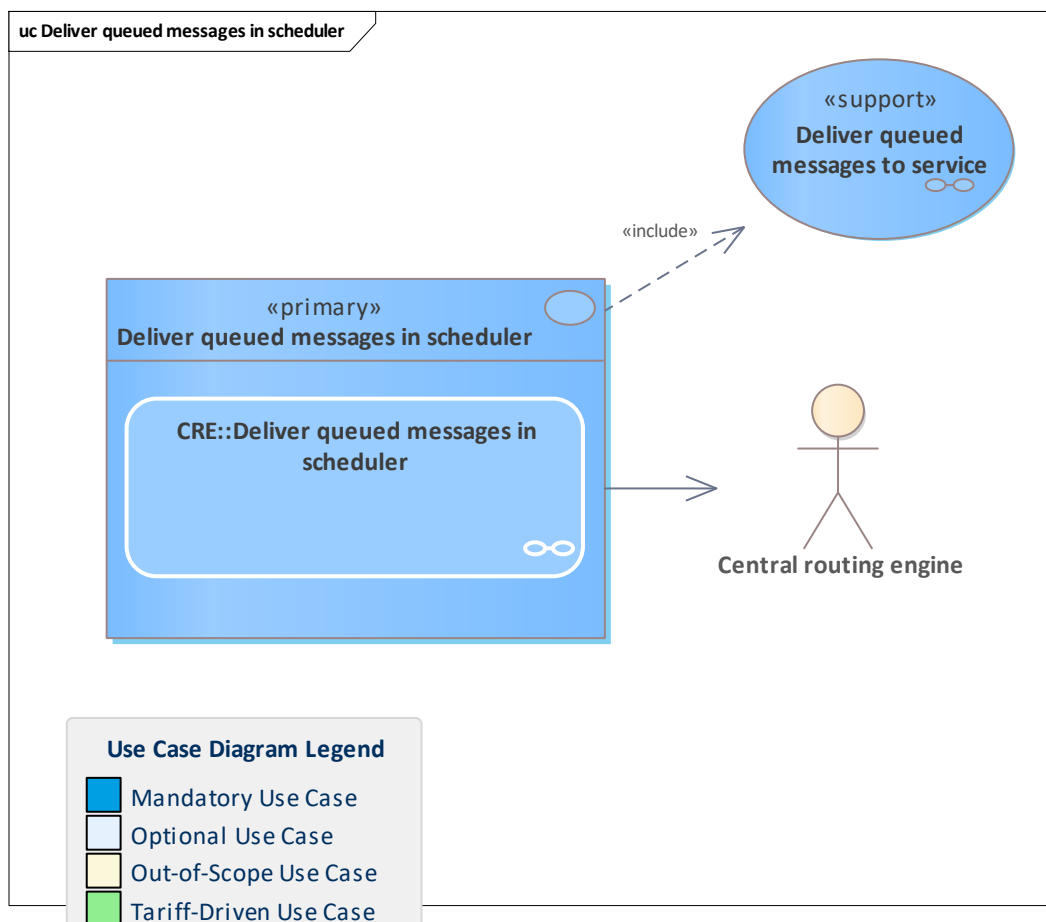 uc Deliver queued messages in scheduler
«support»
Deliver queued
messages to service
«include»
«primary»
Deliver queued messages in scheduler
CRE::Deliver queued messages in
scheduler
Central routing engine
Use Case Diagram Legend
Mandatory Use Case
Optional Use Case
Out-of-Scope Use Case
Tariff-Driven Use Case